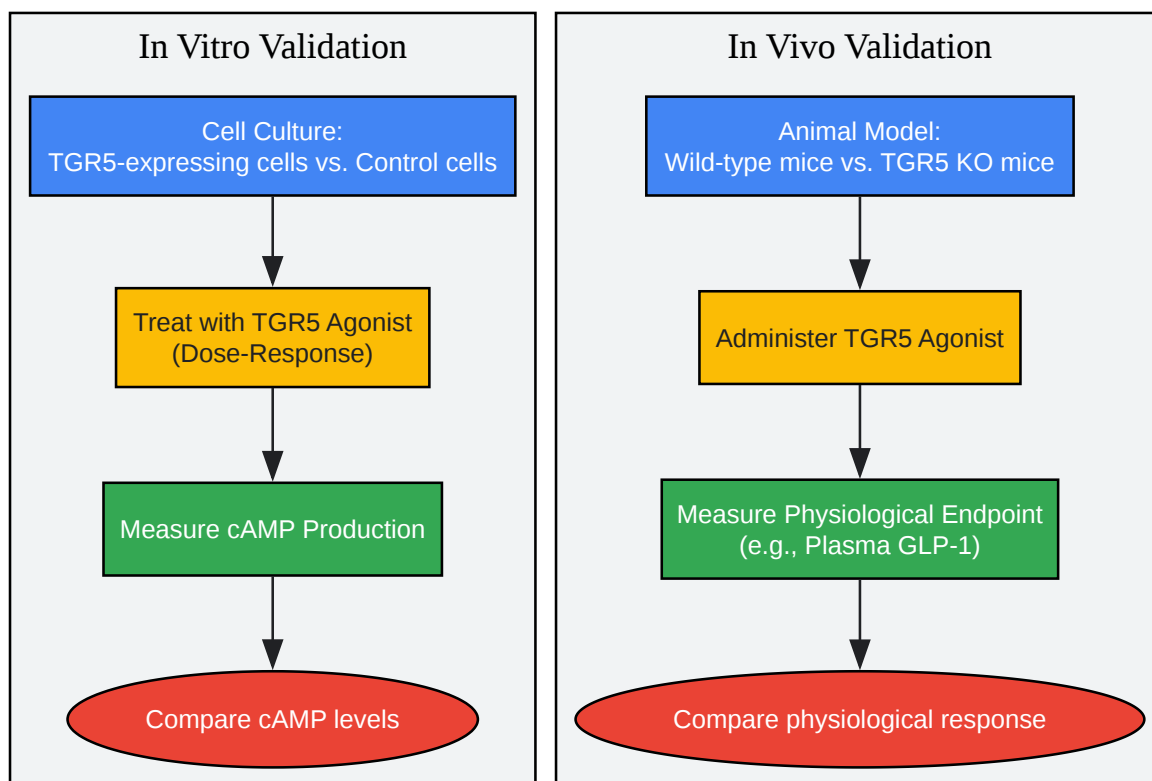 In Vitro Validation
Cell Culture:
TGR5-expressing cells vs. Control cells
Treat with TGR5 Agonist
(Dose-Response)
Measure cAMP Production
Compare cAMP levels
In Vivo Validation
Animal Model:
Wild-type mice vs. TGR5 KO mice
Administer TGR5 Agonist
Measure Physiological Endpoint
(e.g., Plasma GLP-1)
Compare physiological response